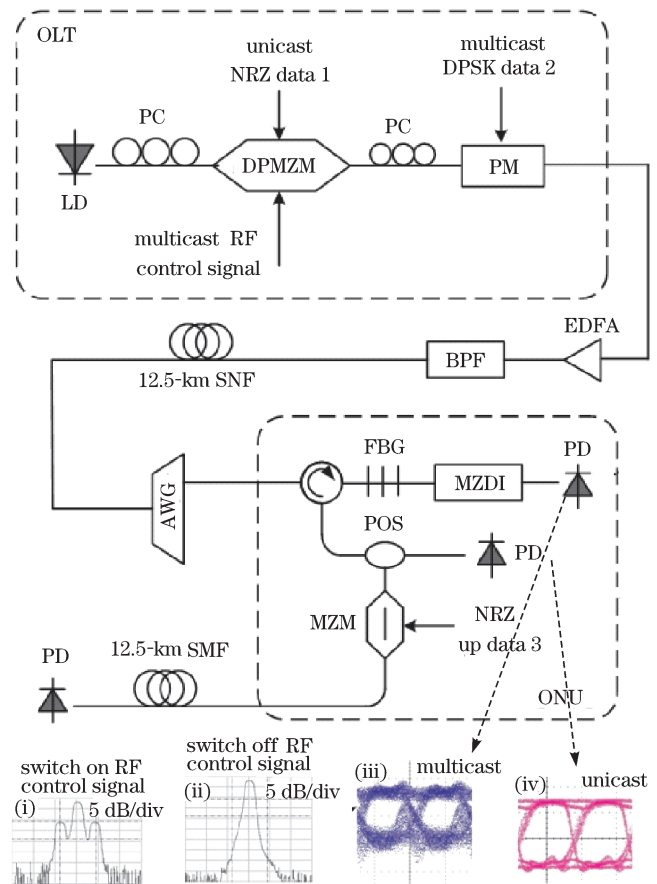 OLT
unicast
NRZ data 1
multicast
DPSK data 2
PC
PC
DPMZM
PM
LD
multicast RF
control signal
EDFA
BPF
12.5-km SNF
AWG
FBG
PD
MZDI
POS
PD
MZM
NRZ
up data 3
12.5-km SMF
PD
ONU
switch on RF
control signal
(i)
5 dB/div
switch off RF
control signal
(ii)
5 dB/div
(iii)
multicast
(iv)
unicast